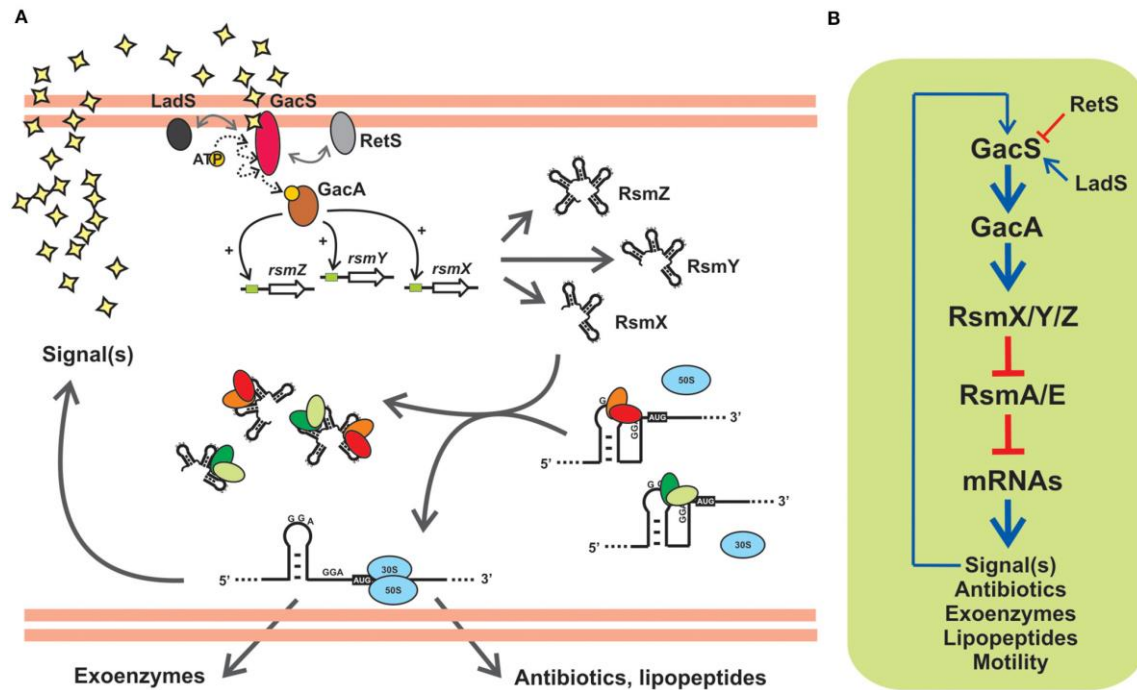 A
LadS
GacS
RetS
ATP
GacA
+
+
+
rsmZ
rsmY
rsmX
RsmZ
RsmY
RsmX
Signal(s)
50S
G
GG
AUG
3’
5’
G G
GGA
AUG
3’
5’
30S
G G A
GGA
AUG
30S
50S
5’
3’
Exoenzymes
Antibiotics, lipopeptides
B
RetS
GacS
LadS
GacA
RsmX/Y/Z
RsmA/E
mRNAs
Signal(s)
Antibiotics
Exoenzymes
Lipopeptides
Motility